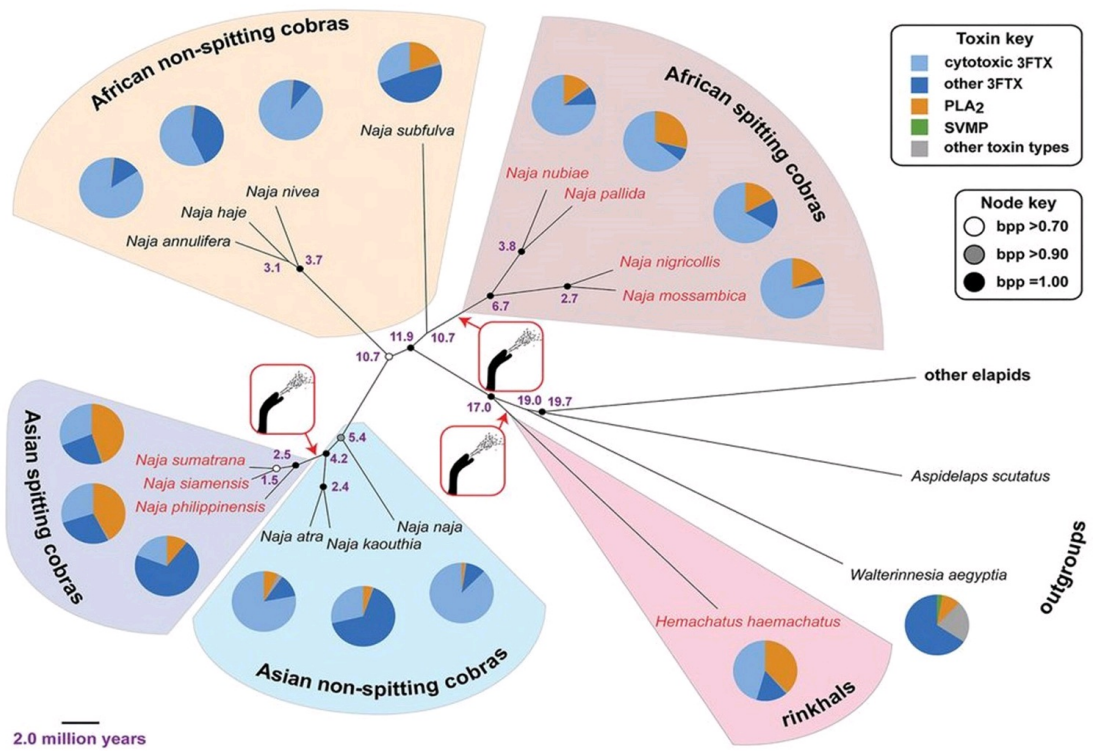 African non-spitting cobras
Naja subfulva
Naja nivea
Naja haje
Naja annulifera
3.1
3.7
African spitting cobras
Naja nubiae
Naja pallida
3.8
Naja nigricollis
Naja mossambica
6.7
2.7
Toxin key
cytotoxic 3FTX
other 3FTX
PLA2
SVMP
other toxin types
Node key
bpp >0.70
bpp >0.90
bpp =1.00
11.9
10.7
10.7
17.0
19.0
19.7
other elapids
Aspidelaps scutatus
Walterinnesia aegyptia
outgroups
Hemachatus haemachatus
rinkhals
Asian spitting cobras
Naja sumatrana
Naja siamensis
Naja philippinensis
2.5
1.5
5.4
4.2
2.4
Naja naja
Naja atra
Naja kaouthia
Asian non-spitting cobras
2.0 million years